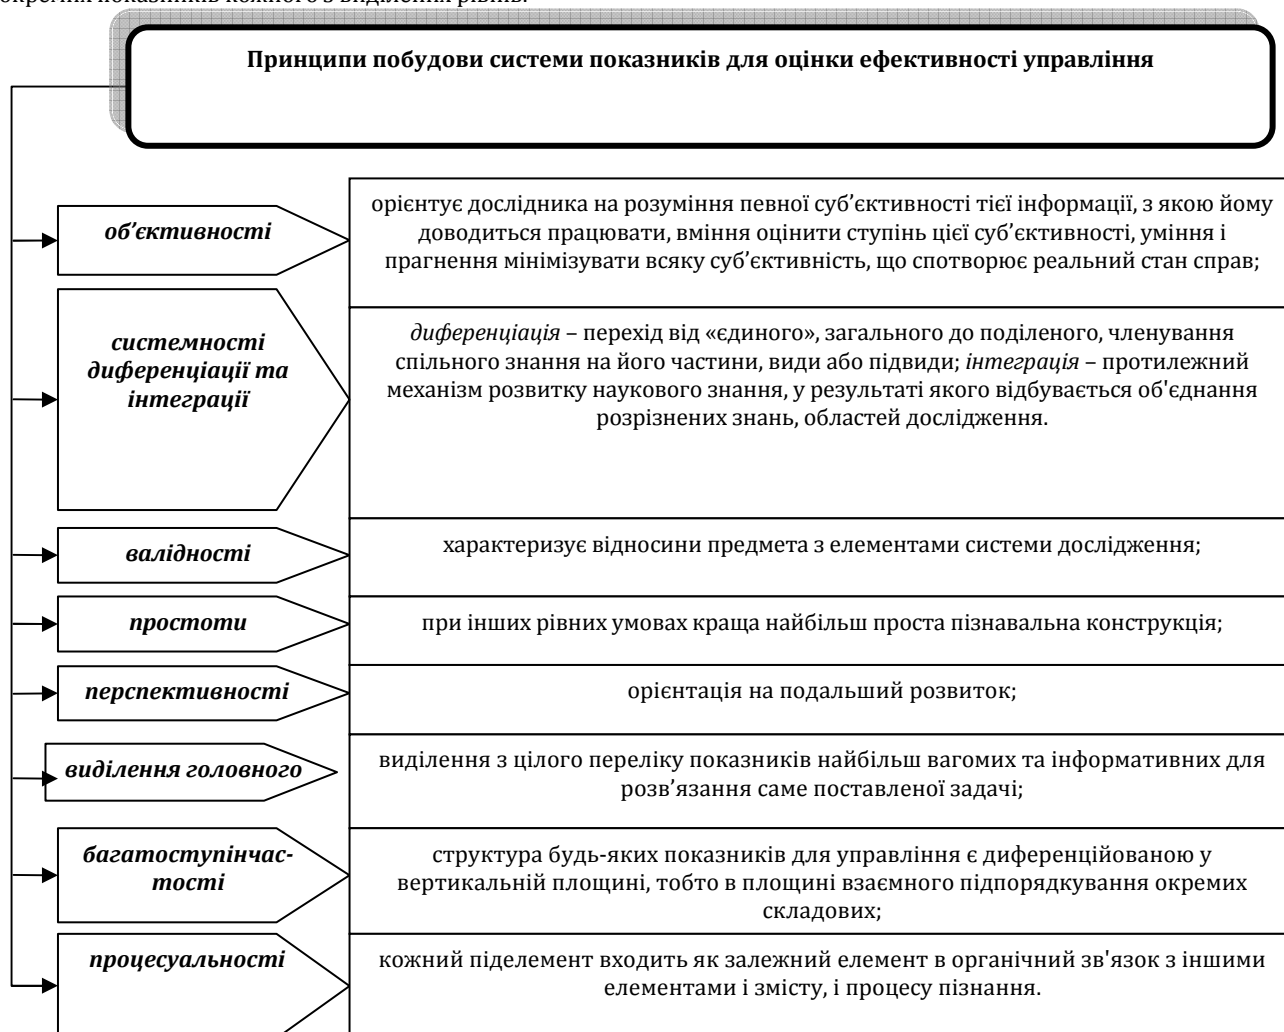 окремих показників кожного з виділених рівнів.
Принципи побудови системи показників для оцінки ефективності управління
об’єктивності
орієнтує дослідника на розуміння певної суб’єктивності тієї інформації, з якою йому
доводиться працювати, вміння оцінити ступінь цієї суб’єктивності, уміння і
прагнення мінімізувати всяку суб’єктивність, що спотворює реальний стан справ;
системності
диференціації та
інтеграції
диференціація – перехід від «єдиного», загального до поділеного, членування
спільного знання на його частини, види або підвиди; інтеграція – протилежний
механізм розвитку наукового знання, у результаті якого відбувається об'єднання
розрізнених знань, областей дослідження.
валідності
характеризує відносини предмета з елементами системи дослідження;
простоти
при інших рівних умовах краща найбільш проста пізнавальна конструкція;
перспективності
орієнтація на подальший розвиток;
виділення головного
виділення з цілого переліку показників найбільш вагомих та інформативних для
розв’язання саме поставленої задачі;
багатоступінчас-
тості
структура будь-яких показників для управління є диференційованою у
вертикальній площині, тобто в площині взаємного підпорядкування окремих
складових;
процесуальності
кожний піделемент входить як залежний елемент в органічний зв'язок з іншими
елементами і змісту, і процесу пізнання.